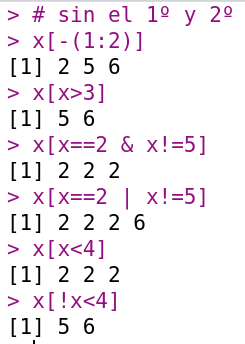 > # sin el 1º y 2º
> x[-(1:2)]
[1] 2 5 6
> x[x>3]
[1] 5 6
> x[x==2 & x!=5]
[1] 2 2 2
> x[x==2 | x!=5]
[1] 2 2 2 6
> x[x<4]
[1] 2 2 2
> x[!x<4]
[1] 5 6